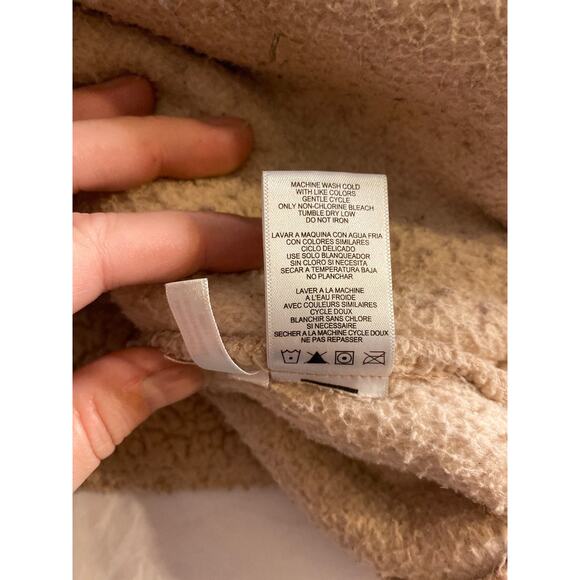 MACHINE WASH COLD
WITH LIKE COLORS
GENTLE CYCLE
ONLY NON-CHLORINE BLEACH
TUMBLE DRY LOW
DO NOT IRON
LAVAR A MAQUINA CON AGUA FRIA
CON COLORES SIMILARES
CICLO DELICADO
USE SOLO BLANQUEADOR
SIN CLORO SI NECESITA
SECAR A TEMPERATURA BAJA
NO PLANCHAR
LAVER A LA MACHINE
A L'EAU FROIDE
AVEC COULEURS SIMILAIRES
CYCLE DOUX
BLANCHIR SANS CHLORE
SI NECESSAIRE
SECHER A LA MACHINE CYCLE DOUX
NE PAS REPASSER